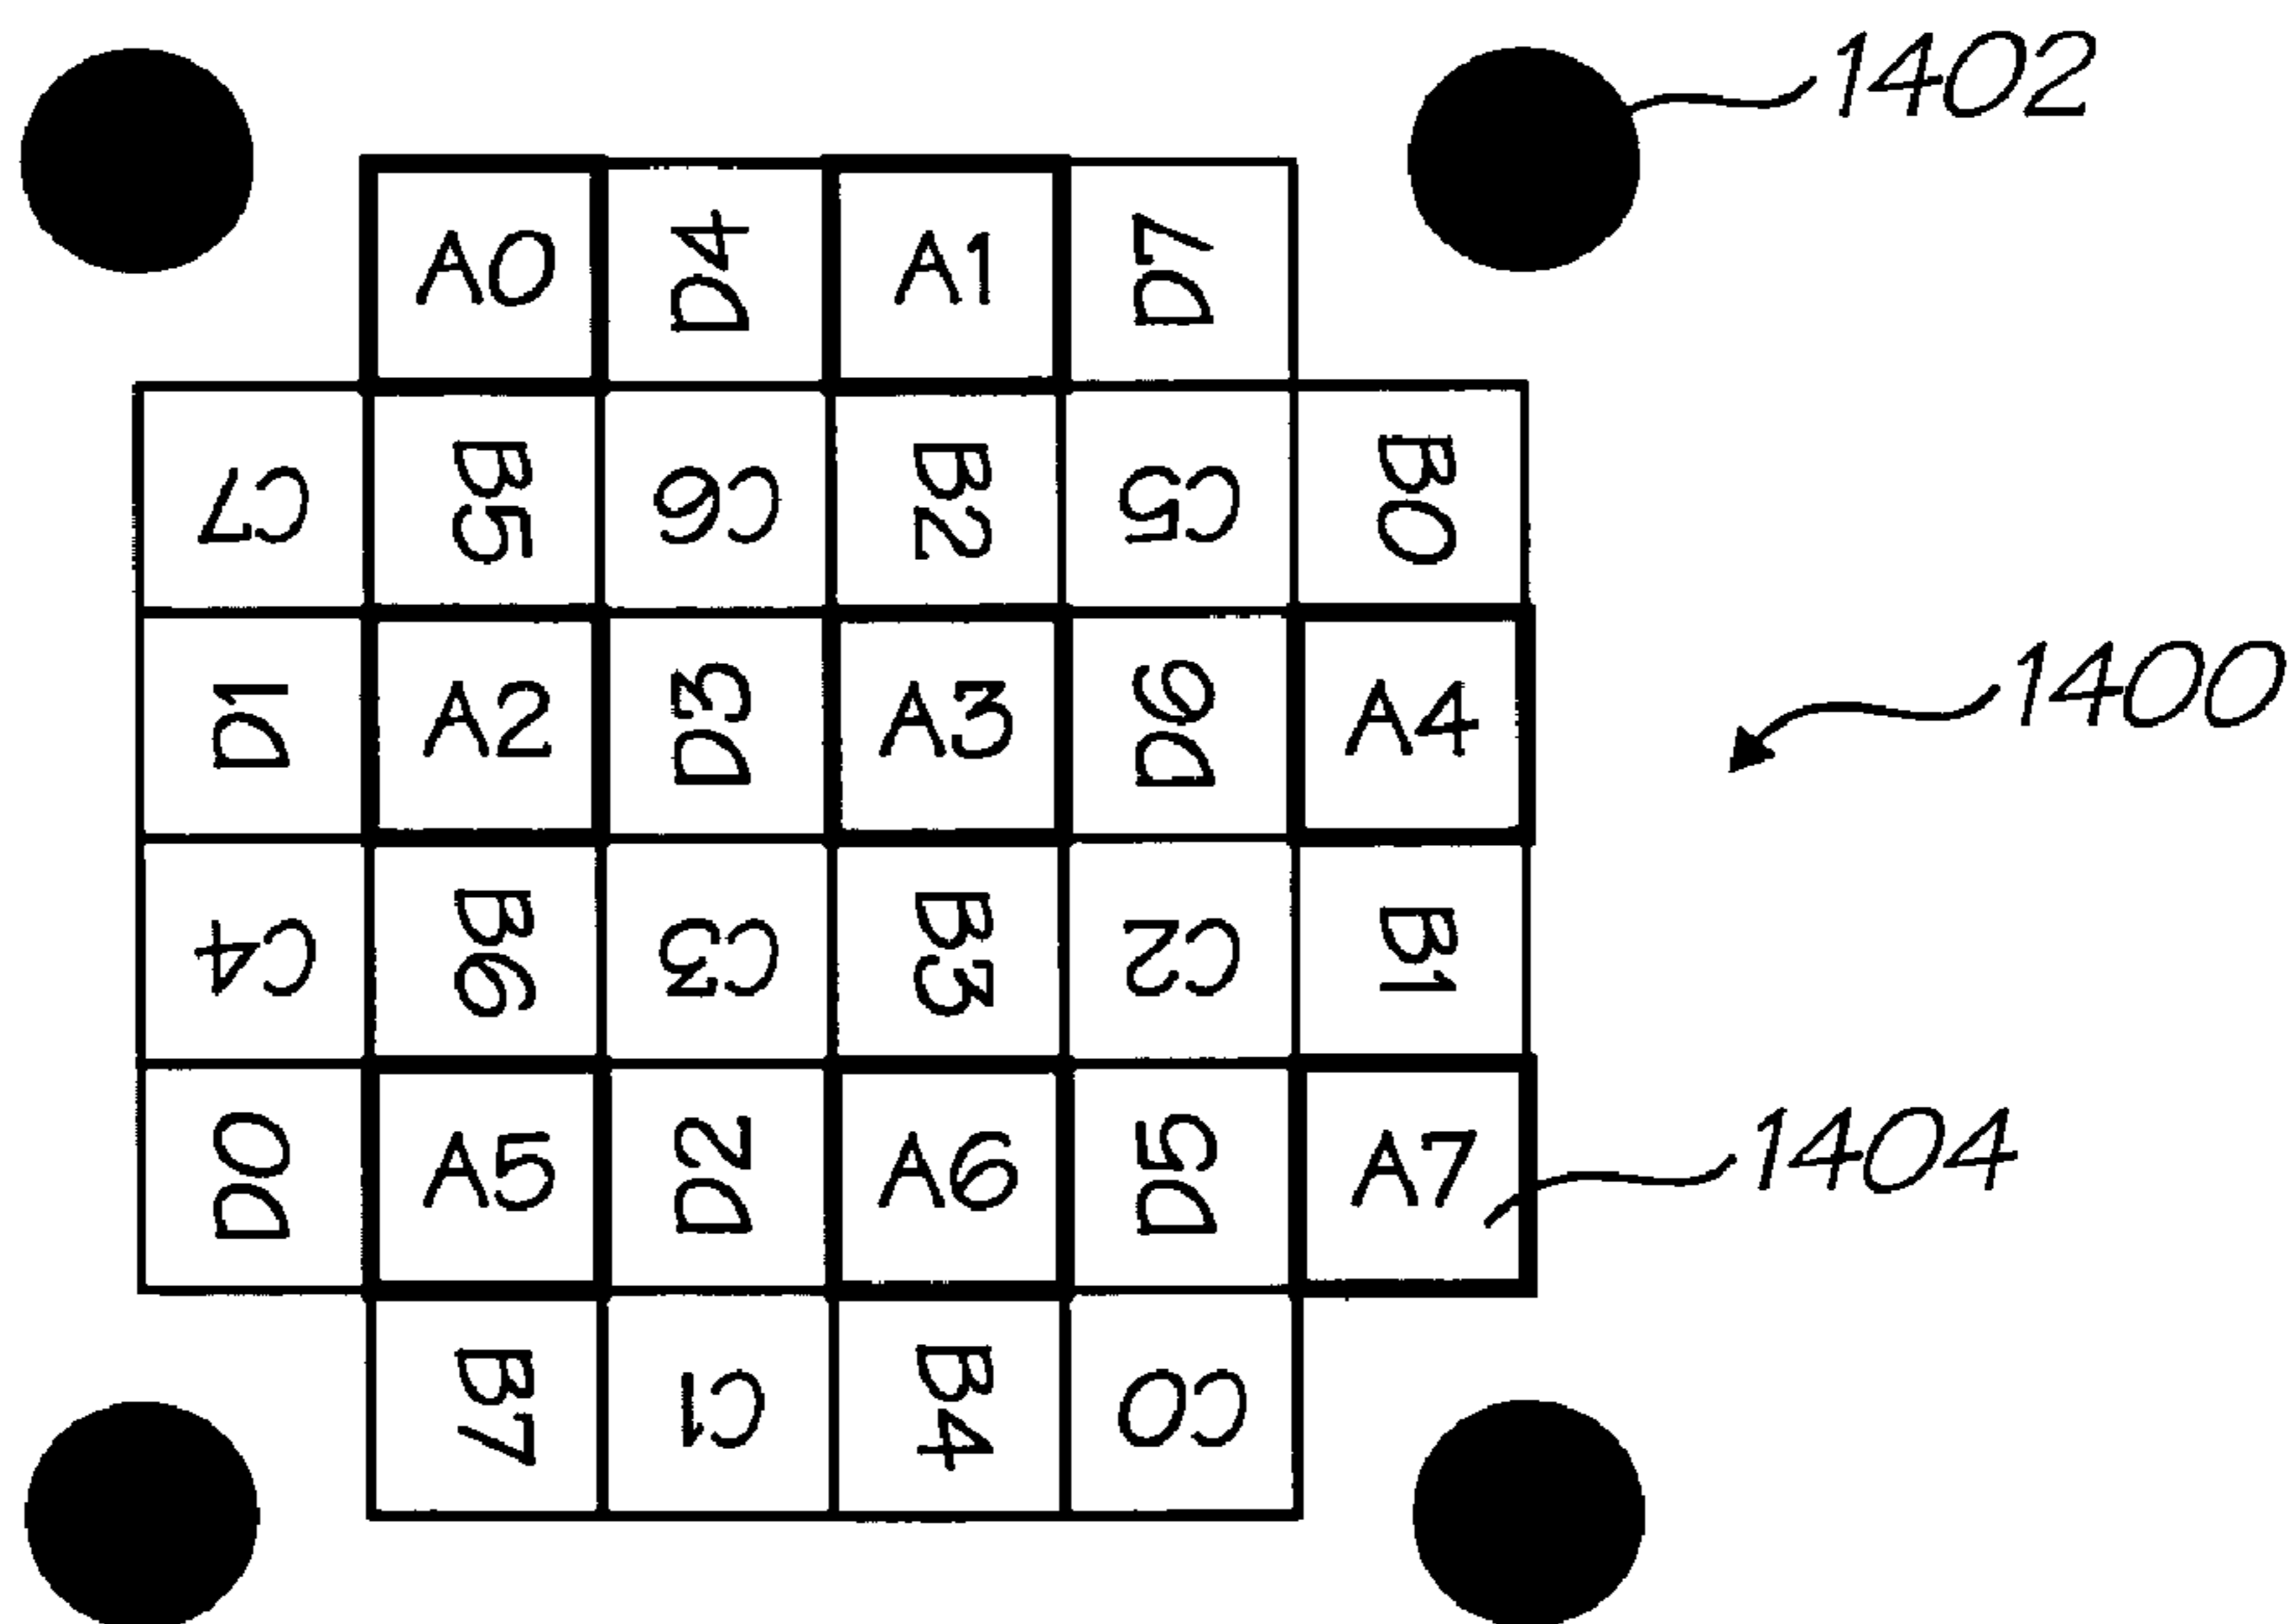 1402
A0 D4 A1 D7
C7 B5 C6 B2 C5 B0
D1 A2 D3 A3 D6 A4
1400
C4 B6 C3 B3 C2 B1
D0 A5 D2 A6 D5 A7
1404
B7 C1 B4 C0